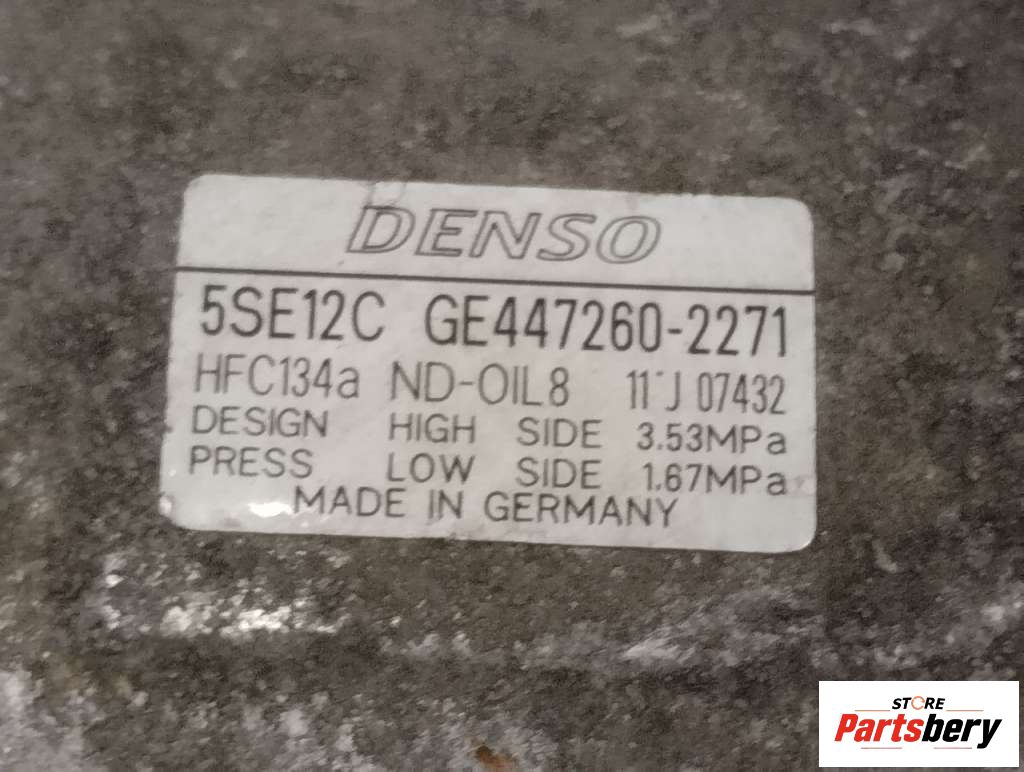 DENSO
5SE12C GE447260-2271
HFC134a ND-OIL8 11 J 07432
DESIGN HIGH SIDE 3.53MPa
PRESS LOW SIDE 1.67MPa
MADE IN GERMANY
STORE
Partsbery